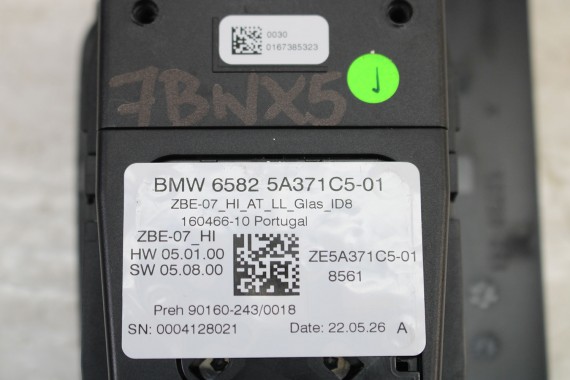 0030
0167385323
7BNX5
BMW 6582 5A371C5-01
ZBE-07_HI_AT_LL_Glas_ID8
160466-10 Portugal
ZBE-07_HI
HW 05.01.00
SW 05.08.00
ZE5A371C5-01
8561
Preh 90160-243/0018
SN: 0004128021
Date: 22.05.26 A